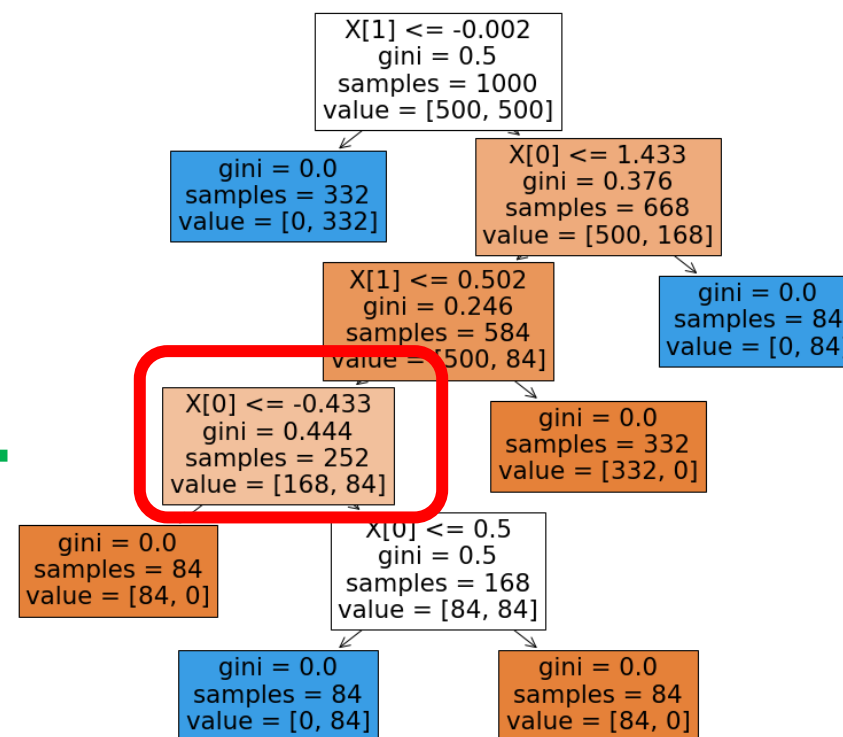 X[1] <= -0.002
gini = 0.5
samples = 1000
value = [500, 500]
gini = 0.0
samples = 332
value = [0, 332]
X[0] <= 1.433
gini = 0.376
samples = 668
value = [500, 168]
X[1] <= 0.502
gini = 0.246
samples = 584
value = [500, 84]
gini = 0.0
samples = 84
value = [0, 84
X[0] <= -0.433
gini = 0.444
samples = 252
value = [168, 84]
gini = 0.0
samples = 332
value = [332, 0]
gini = 0.0
samples = 84
value = [84, 0]
X[0] <= 0.5
gini = 0.5
samples = 168
value = [84, 84]
gini = 0.0
samples = 84
value = [0, 84]
gini = 0.0
samples = 84
value = [84, 0]